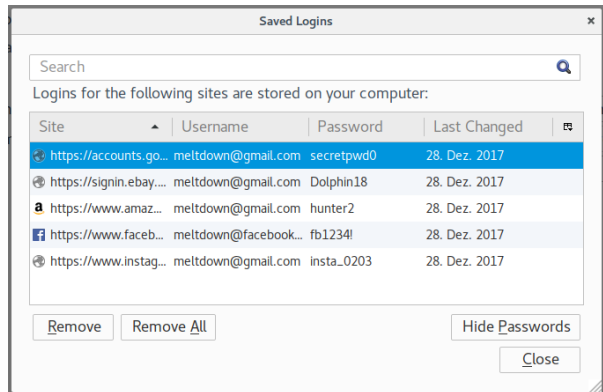 Saved Logins
Search
Logins for the following sites are stored on your computer:
Site Username Password Last Changed
https://accounts.go... meltdown@gmail.com secretpwd0 28. Dez. 2017
https://signin.ebay.... meltdown@gmail.com Dolphin18 28. Dez. 2017
https://www.amaz... meltdown@gmail.com hunter2 28. Dez. 2017
https://www.faceb... meltdown@facebook... fb1234! 28. Dez. 2017
https://www.instag... meltdown@gmail.com insta_0203 28. Dez. 2017
Remove Remove All Hide Passwords
Close